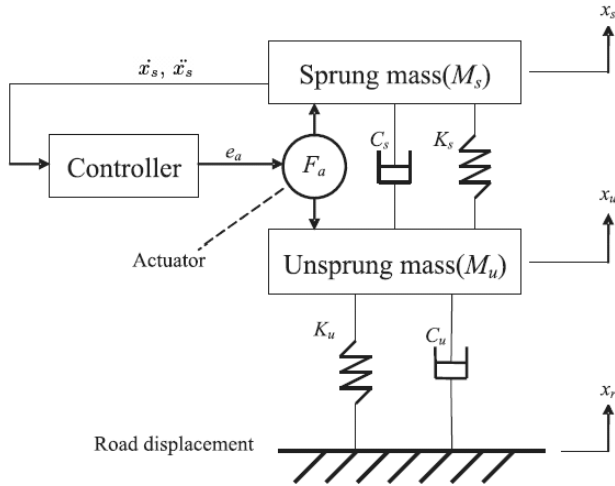 x_s
ẋ_s, ẍ_s
Sprung mass(M_s)
C_s
K_s
Controller
e_a
F_a
x_u
Actuator
Unsprung mass(M_u)
K_u
C_u
x_r
Road displacement